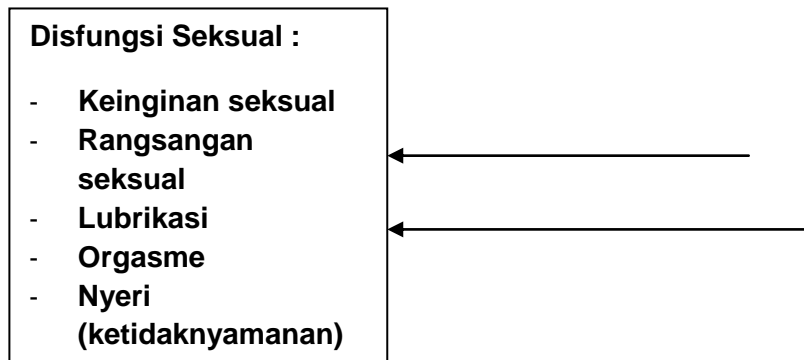 Disfungsi Seksual :
- Keinginan seksual
- Rangsangan
seksual
- Lubrikasi
- Orgasme
- Nyeri
(ketidaknyamanan)